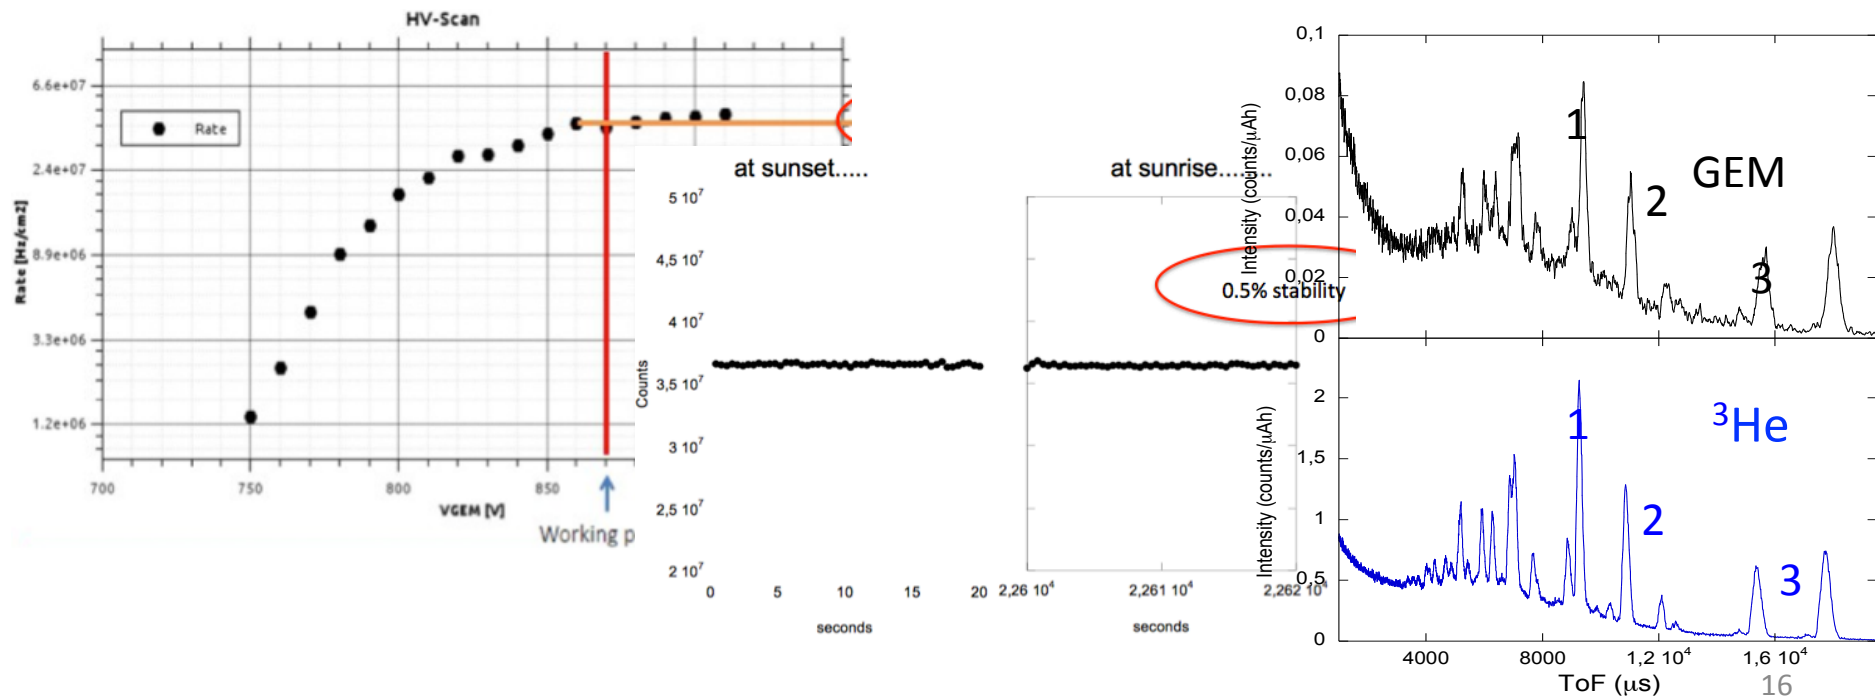 HV-Scan
6.6e+07
2.4e+07
8.9e+06
3.3e+06
1.2e+06
Rate [Hz/cm2]
Rate
700
750
800
850
VGEM [V]
Working p
at sunset.....
5 10⁷
4,5 10⁷
4 10⁷
3,5 10⁷
3 10⁷
2,5 10⁷
2 10⁷
Counts
0
5
10
15
20
seconds
at sunrise........
0.5% stability
2,26 10⁴
2,261 10⁴
2,262 10⁴
seconds
0,1
0,08
0,06
0,04
0,02
0
Intensity (counts/µAh)
1
2
3
GEM
2
1,5
1
0,5
0
Intensity (counts/µAh)
1
2
3
³He
4000
8000
1,2 10⁴
1,6 10⁴
ToF (µs)
16